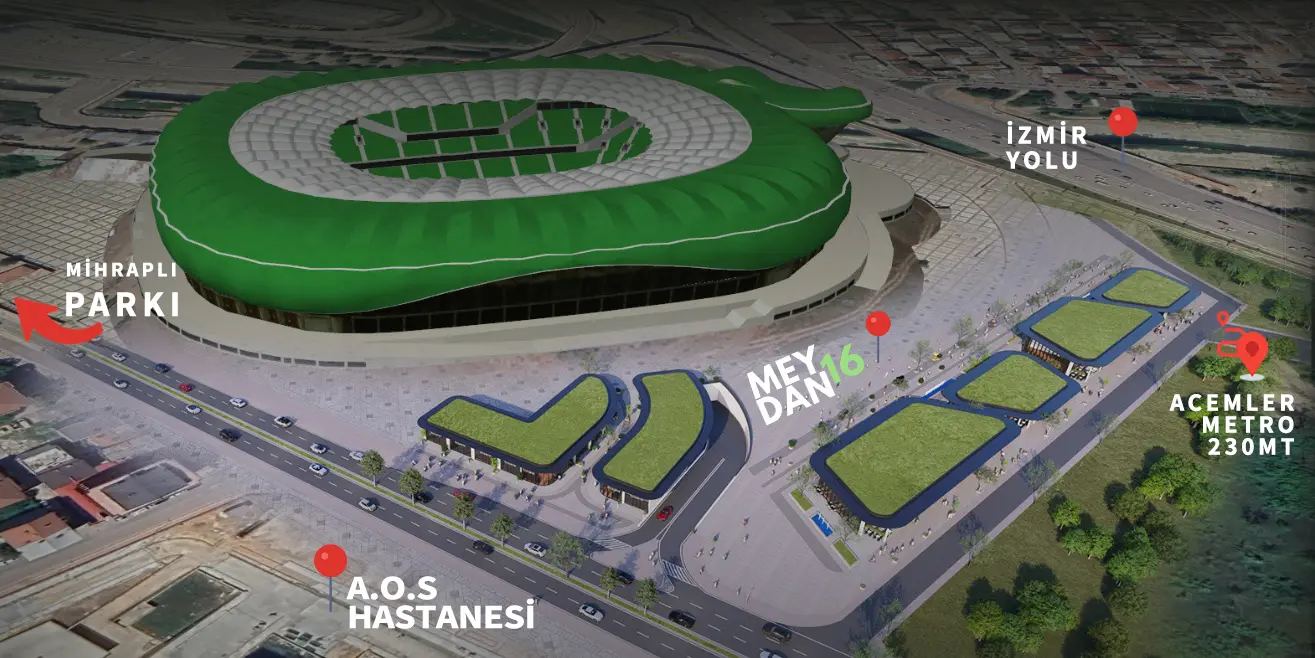 İZMİR
YOLU
MİHRAPLI
PARKI
MEY
DAN16
ACEMLER
METRO
230MT
A.O.S
HASTANESİ